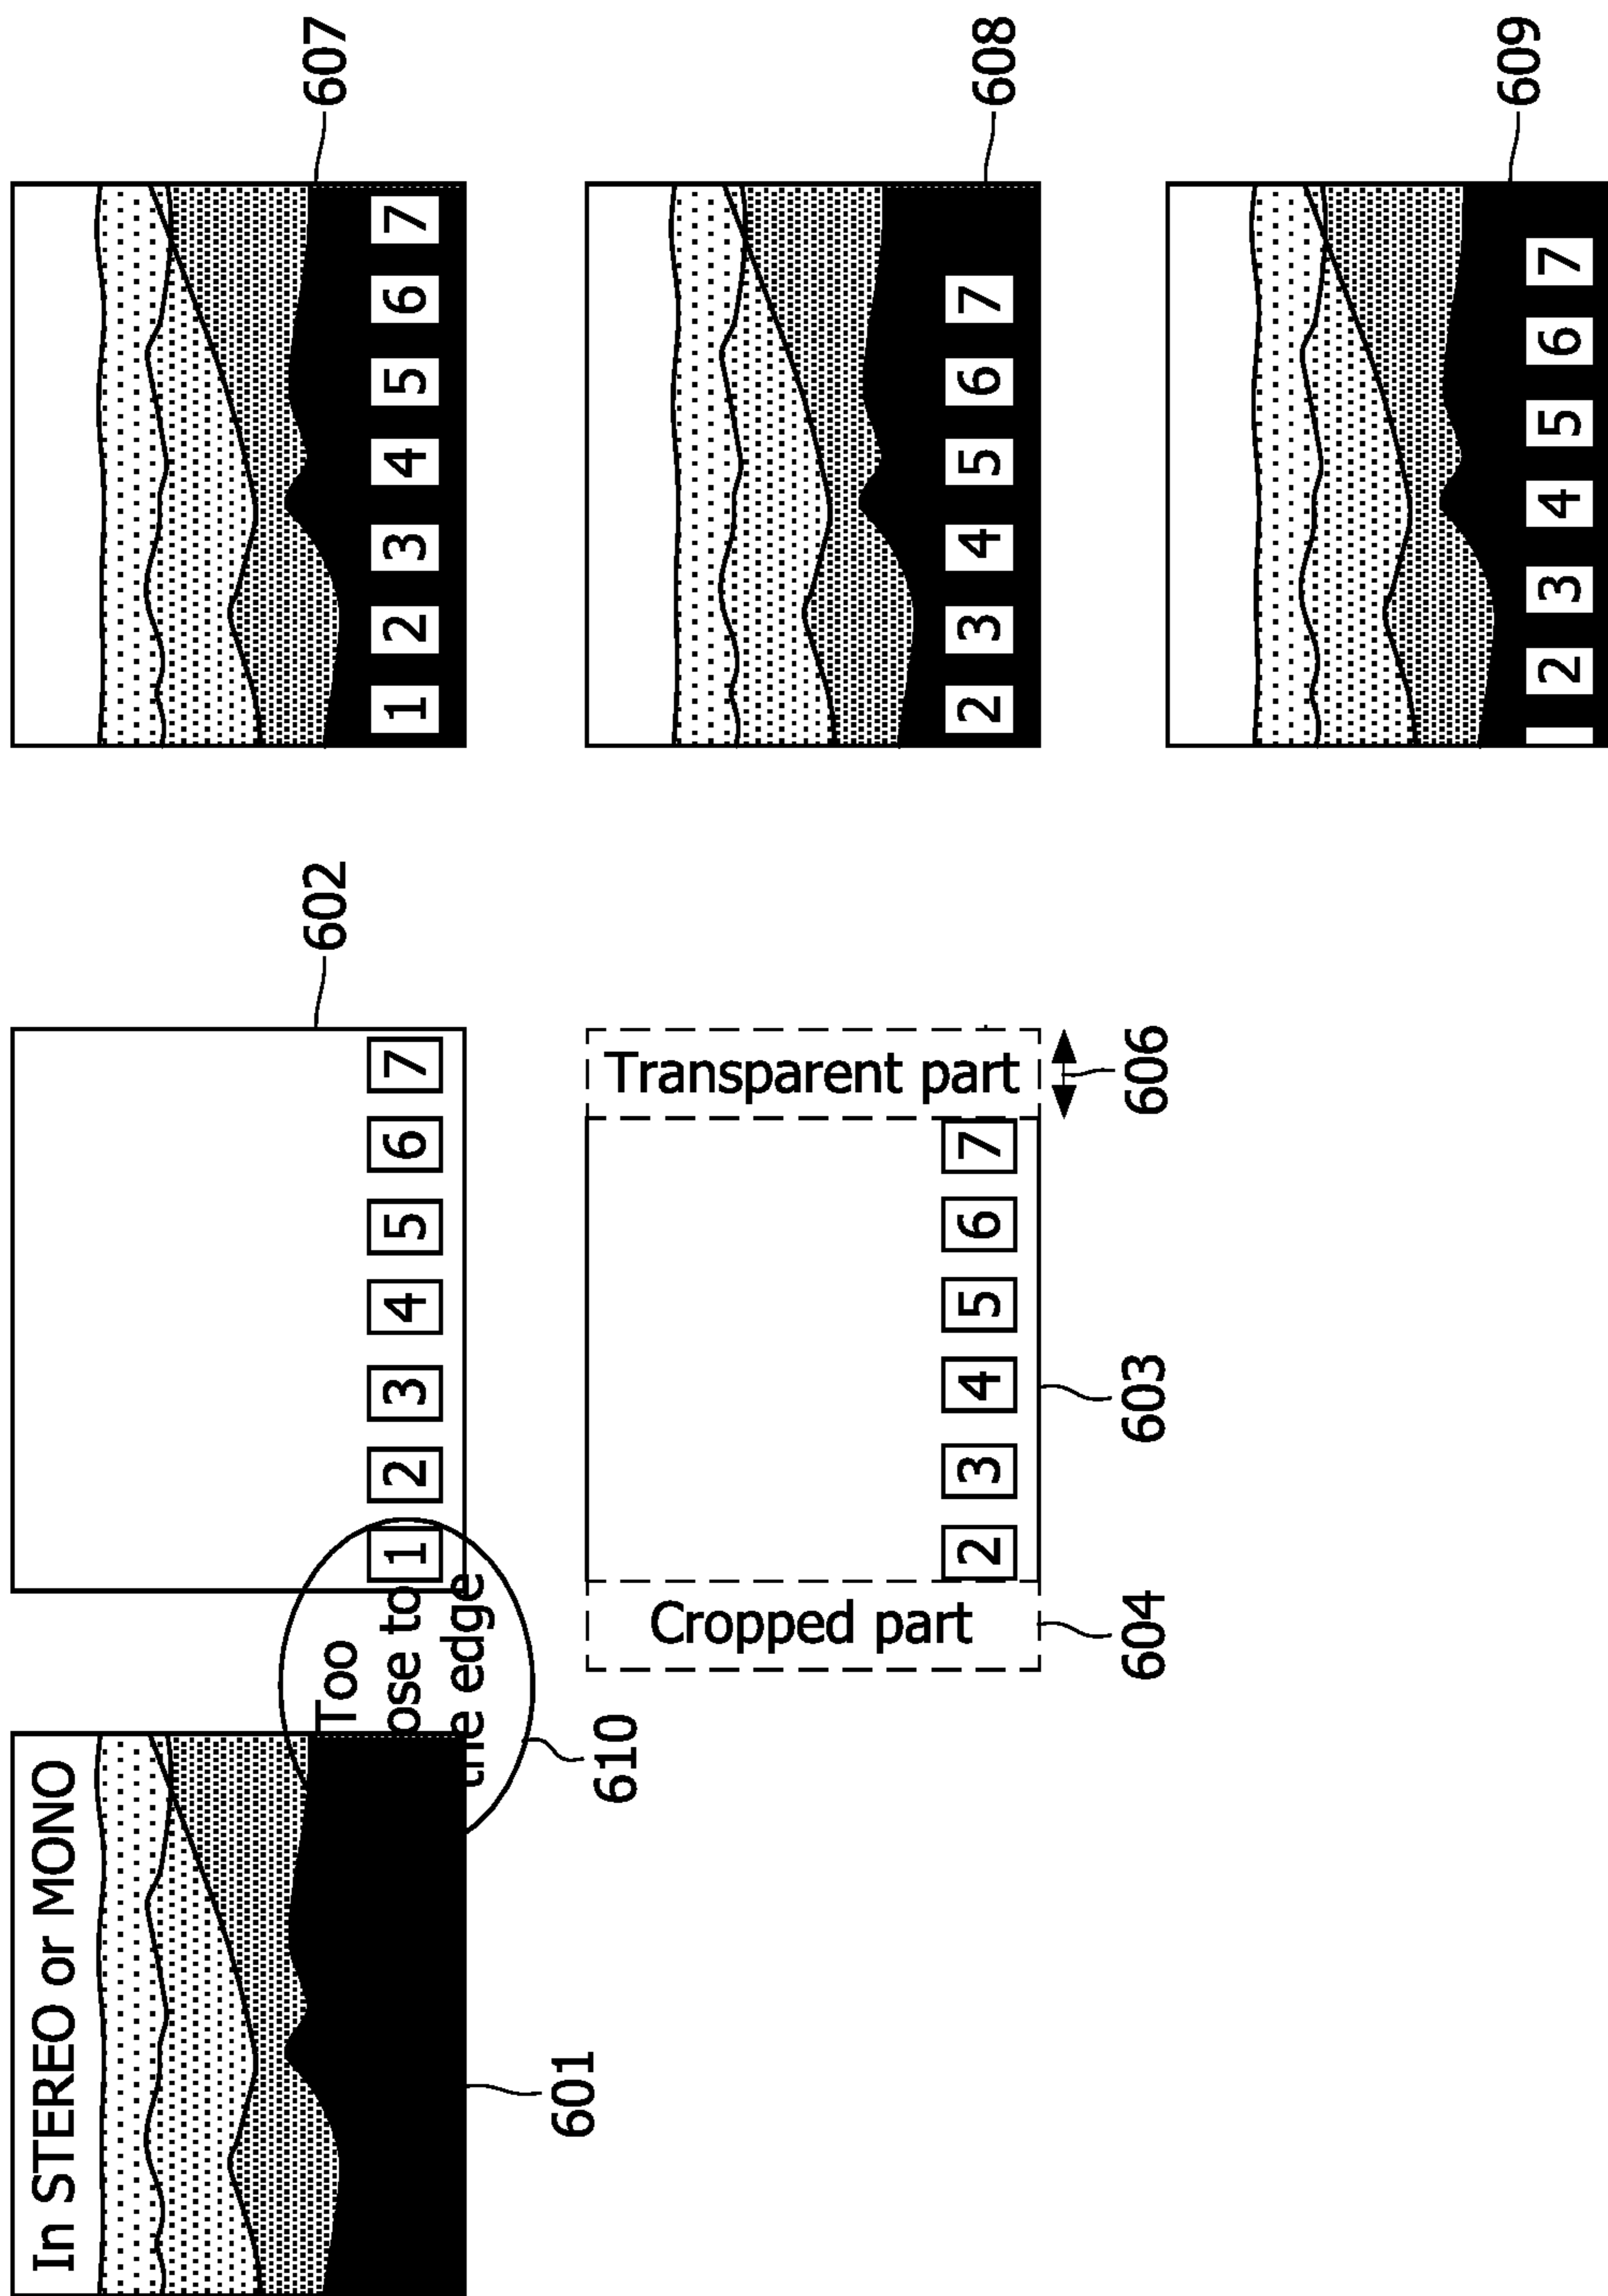 In STEREO or MONO
Too
ose to
the edge
1 2 3 4 5 6 7
602
1 2 3 4 5 6 7
607
601
610
Cropped part
Transparent part
2 3 4 5 6 7
604
603
606
2 3 4 5 6 7
608
2 3 4 5 6 7
609